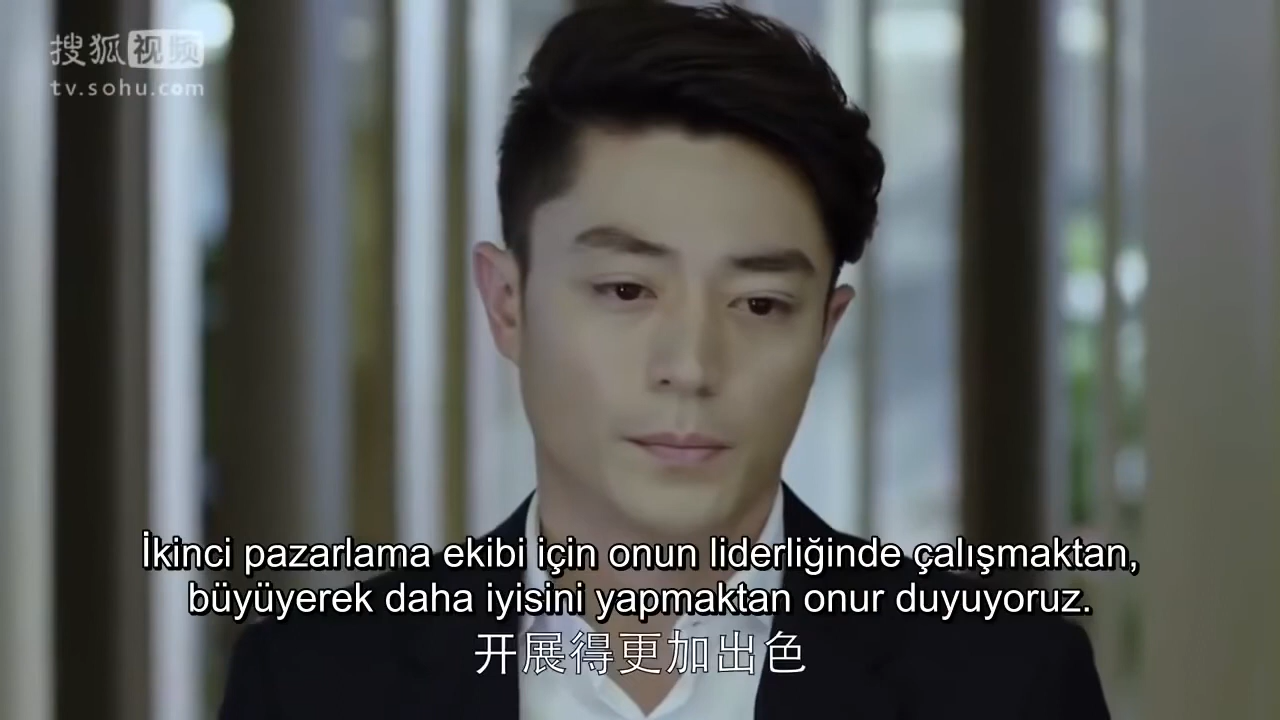 搜狐视频
tv.sohu.com
İkinci pazarlama ekibi için onun liderliğinde çalışmaktan,
büyüyerek daha iyisini yapmaktan onur duyuyoruz.
开展得更加出色